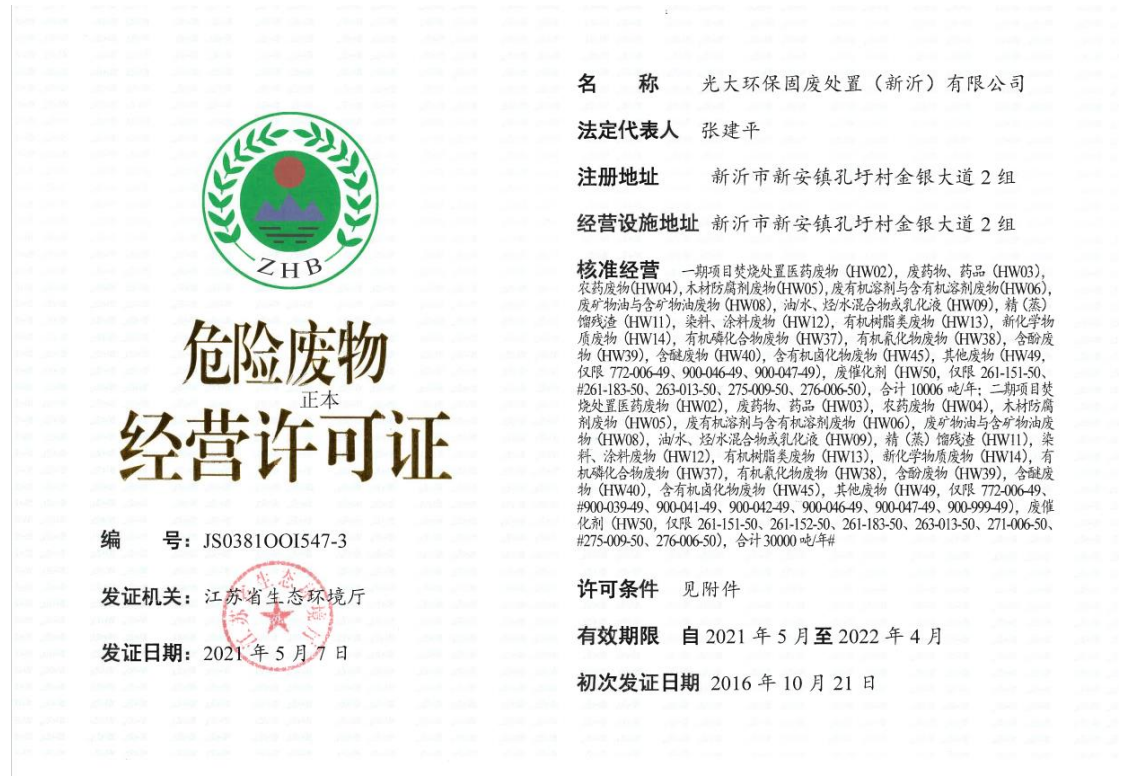 ZHB
危险废物
正本
经营许可证
编 号：JS0381OOI547-3
发证机关：江苏省生态环境厅
发证日期：2021 年 5 月 7 日
名 称 光大环保固废处置（新沂）有限公司
法定代表人 张建平
注册地址 新沂市新安镇孔圩村金银大道 2 组
经营设施地址 新沂市新安镇孔圩村金银大道 2 组
核准经营 一期项目焚烧处置医药废物（HW02），废药物、药品（HW03），
农药废物(HW04)，木材防腐剂废物(HW05)，废有机溶剂与含有机溶剂废物(HW06)，
废矿物油与含矿物油废物（HW08），油/水、烃/水混合物或乳化液（HW09），精（蒸）
馏残渣（HW11），染料、涂料废物（HW12），有机树脂类废物（HW13），新化学物
质废物（HW14），有机磷化合物废物（HW37），有机氰化物废物（HW38），含酚废
物（HW39），含醚废物（HW40），含有机卤化物废物（HW45），其他废物（HW49，
仅限 772-006-49、900-046-49、900-047-49），废催化剂（HW50，仅限 261-151-50、
#261-183-50、263-013-50、275-009-50、276-006-50），合计 10006 吨/年；二期项目焚
烧处置医药废物（HW02），废药物、药品（HW03），农药废物（HW04），木材防腐
剂废物（HW05），废有机溶剂与含有机溶剂废物（HW06），废矿物油与含矿物油废
物（HW08），油/水、烃/水混合物或乳化液（HW09），精（蒸）馏残渣（HW11），染
料、涂料废物（HW12），有机树脂类废物（HW13），新化学物质废物（HW14），有
机磷化合物废物（HW37），有机氰化物废物（HW38），含酚废物（HW39），含醚废
物（HW40），含有机卤化物废物（HW45），其他废物（HW49，仅限 772-006-49、
#900-039-49、900-041-49、900-042-49、900-046-49、900-047-49、900-999-49），废催
化剂（HW50，仅限 261-151-50、261-152-50、261-183-50、263-013-50、271-006-50、
#275-009-50、276-006-50），合计 30000 吨/年#
许可条件 见附件
有效期限 自 2021 年 5 月至 2022 年 4 月
初次发证日期 2016 年 10 月 21 日